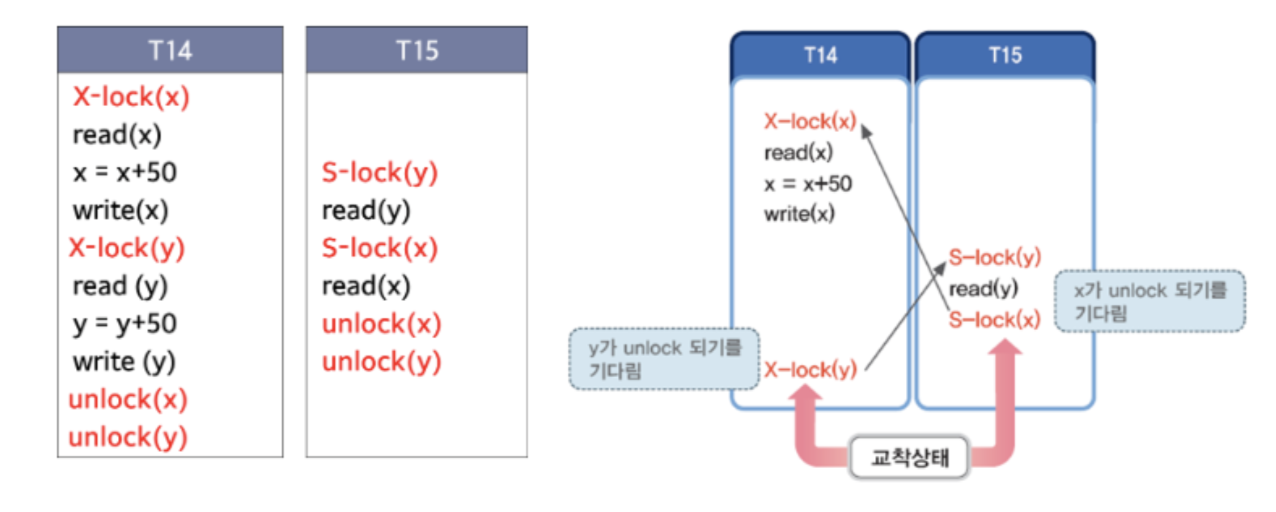 T14
X-lock(x)
read(x)
x = x+50
write(x)
X-lock(y)
read (y)
y = y+50
write (y)
unlock(x)
unlock(y)
T15
S-lock(y)
read(y)
S-lock(x)
read(x)
unlock(x)
unlock(y)
T14
X-lock(x)
read(x)
x = x+50
write(x)
y가 unlock 되기를
기다림
X-lock(y)
T15
S-lock(y)
read(y)
S-lock(x)
x가 unlock 되기를
기다림
교착상태